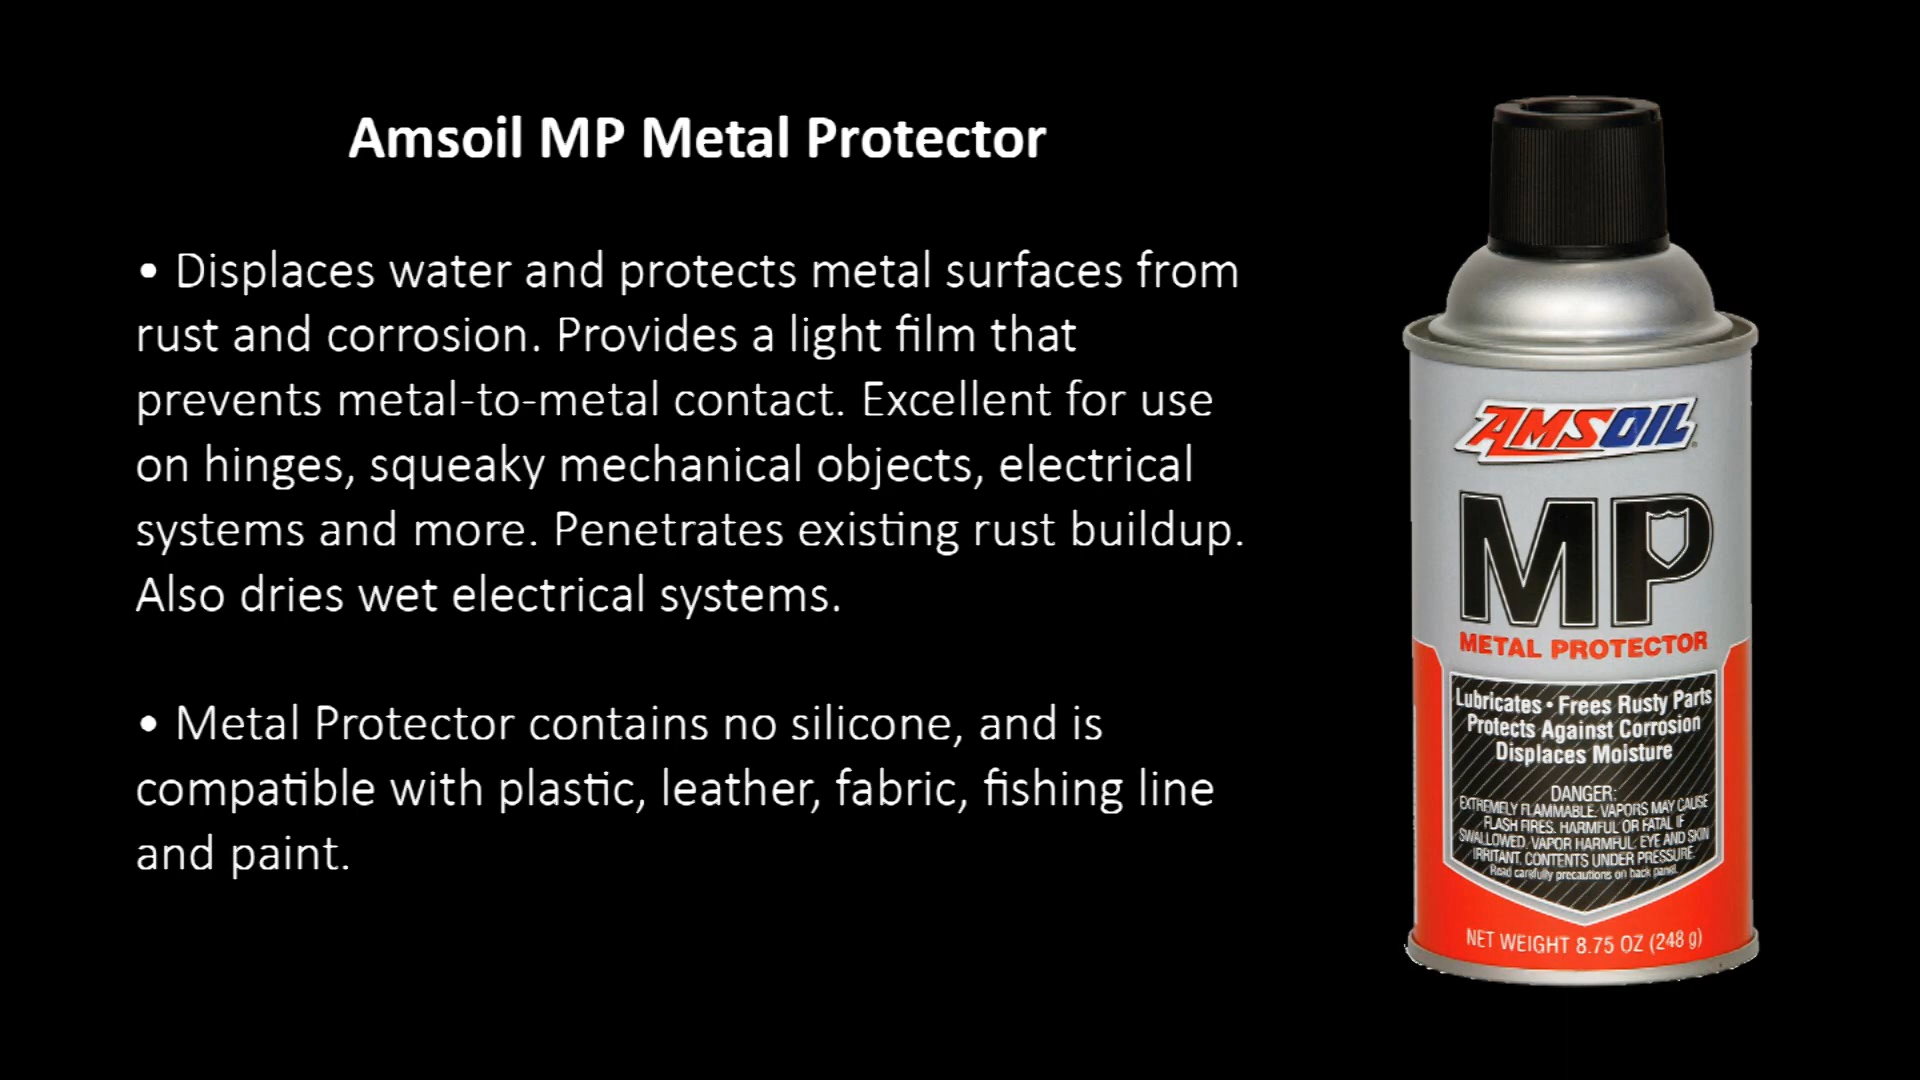 Amsoil MP Metal Protector
• Displaces water and protects metal surfaces from
rust and corrosion. Provides a light film that
prevents metal-to-metal contact. Excellent for use
on hinges, squeaky mechanical objects, electrical
systems and more. Penetrates existing rust buildup.
Also dries wet electrical systems.
• Metal Protector contains no silicone, and is
compatible with plastic, leather, fabric, fishing line
and paint.
AMSOIL
MP
METAL PROTECTOR
Lubricates • Frees Rusty Parts
Protects Against Corrosion
Displaces Moisture
DANGER:
EXTREMELY FLAMMABLE. VAPORS MAY CAUSE
FLASH FIRES. HARMFUL OR FATAL IF
SWALLOWED. VAPOR HARMFUL. EYE AND SKIN
IRRITANT. CONTENTS UNDER PRESSURE.
Read carefully precautions on back panel.
NET WEIGHT 8.75 OZ (248 g)